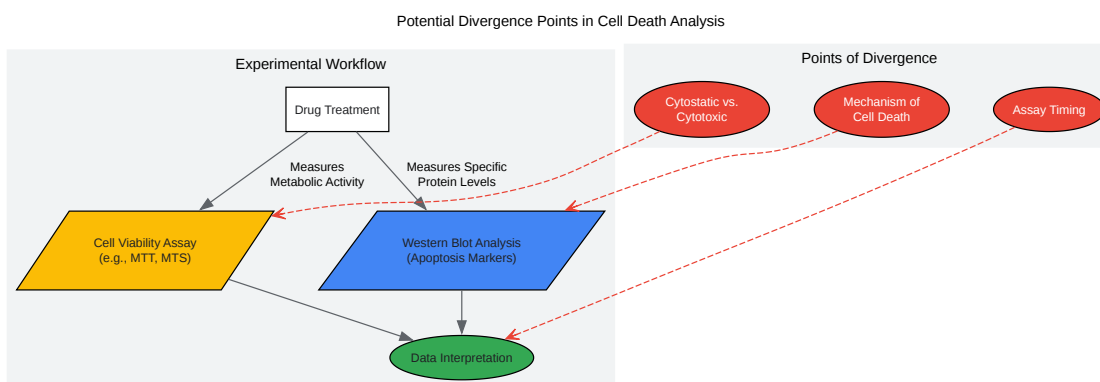 Potential Divergence Points in Cell Death Analysis
Experimental Workflow
Points of Divergence
Drug Treatment
Cytostatic vs.
Cytotoxic
Mechanism of
Cell Death
Assay Timing
Measures
Metabolic Activity
Measures Specific
Protein Levels
Cell Viability Assay
(e.g., MTT, MTS)
Western Blot Analysis
(Apoptosis Markers)
Data Interpretation